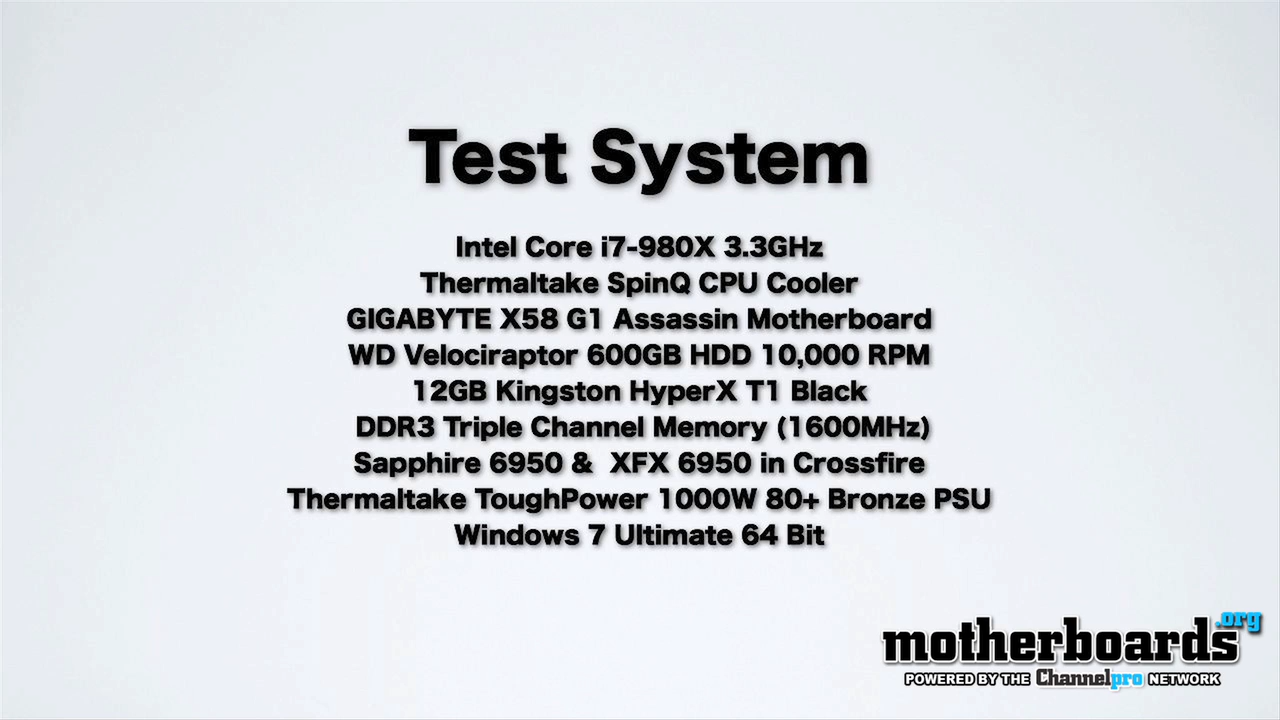 Test System
Intel Core i7-980X 3.3GHz
Thermaltake SpinQ CPU Cooler
GIGABYTE X58 G1 Assassin Motherboard
WD Velociraptor 600GB HDD 10,000 RPM
12GB Kingston HyperX T1 Black
DDR3 Triple Channel Memory (1600MHz)
Sapphire 6950 &  XFX 6950 in Crossfire
Thermaltake ToughPower 1000W 80+ Bronze PSU
Windows 7 Ultimate 64 Bit
motherboards.org
POWERED BY THE Channelpro NETWORK